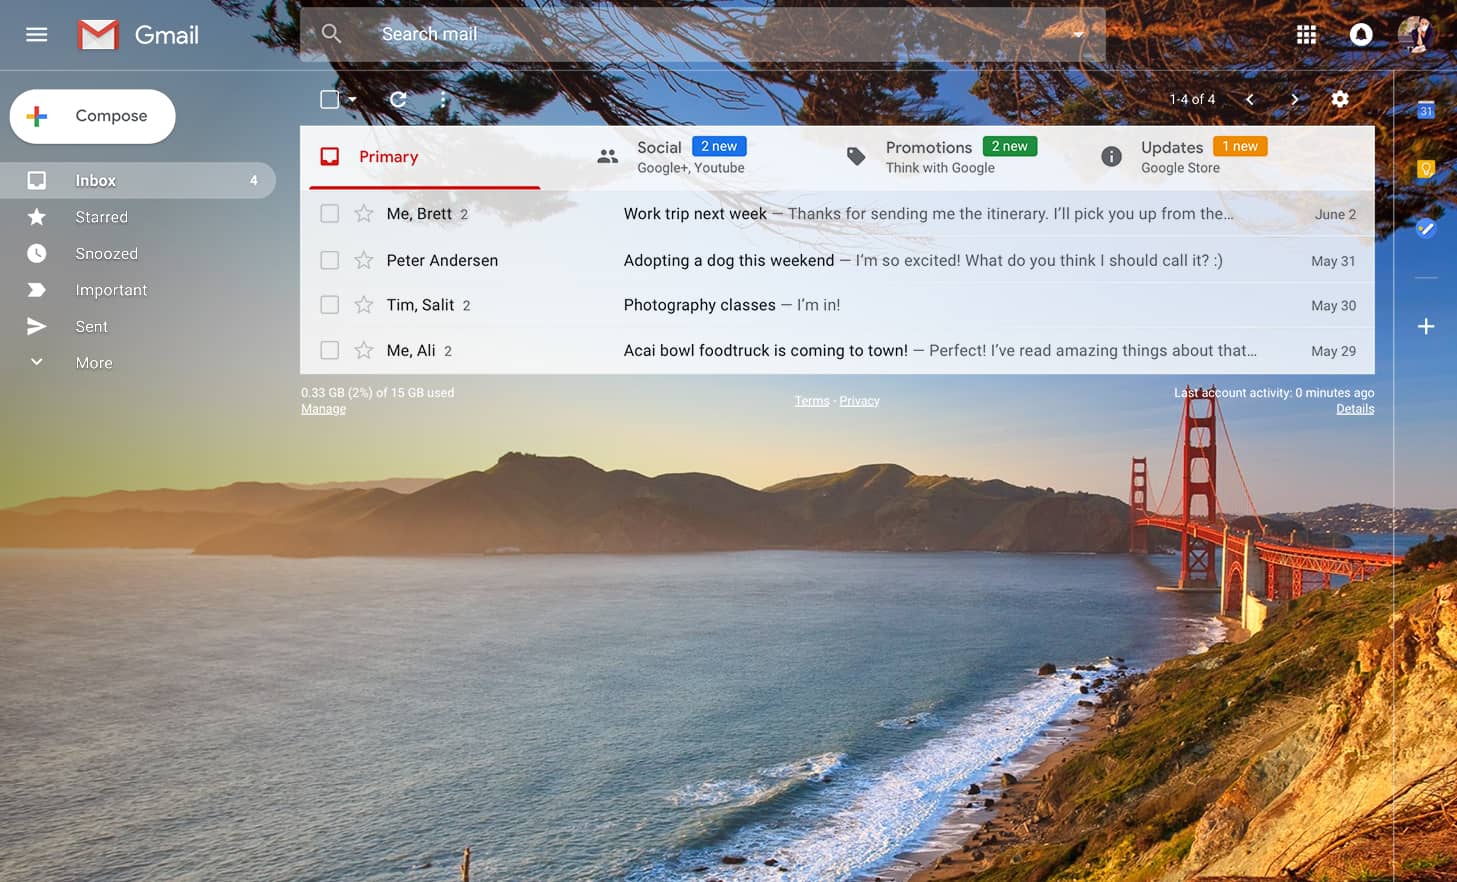 Gmail
Search mail
Compose
1-4 of 4
31
Inbox 4
Starred
Snoozed
Important
Sent
More
Primary
Social 2 new
Google+, Youtube
Promotions 2 new
Think with Google
Updates 1 new
Google Store
Me, Brett 2 Work trip next week — Thanks for sending me the itinerary. I’ll pick you up from the... June 2
Peter Andersen Adopting a dog this weekend — I’m so excited! What do you think I should call it? :) May 31
Tim, Salit 2 Photography classes — I’m in! May 30
Me, Ali 2 Acai bowl foodtruck is coming to town! — Perfect! I’ve read amazing things about that... May 29
0.33 GB (2%) of 15 GB used
Manage
Terms - Privacy
Last account activity: 0 minutes ago
Details